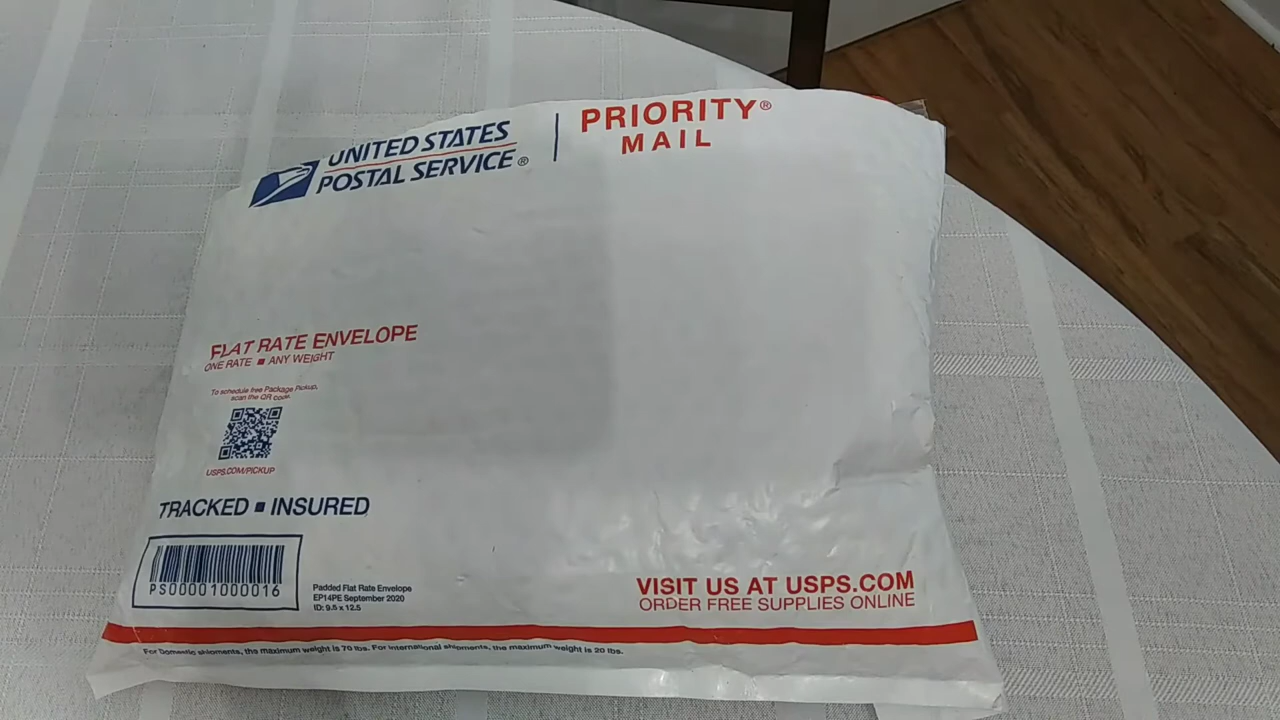 UNITED STATES
POSTAL SERVICE®
PRIORITY®
MAIL
FLAT RATE ENVELOPE
ONE RATE ■ ANY WEIGHT
To schedule free Package Pickup,
scan the QR code.
USPS.COM/PICKUP
TRACKED ■ INSURED
PS00001000016
Padded Flat Rate Envelope
EP14PE September 2020
ID: 9.5 x 12.5
VISIT US AT USPS.COM
ORDER FREE SUPPLIES ONLINE
For Domestic shipments, the maximum weight is 70 lbs. For international shipments, the maximum weight is 20 lbs.